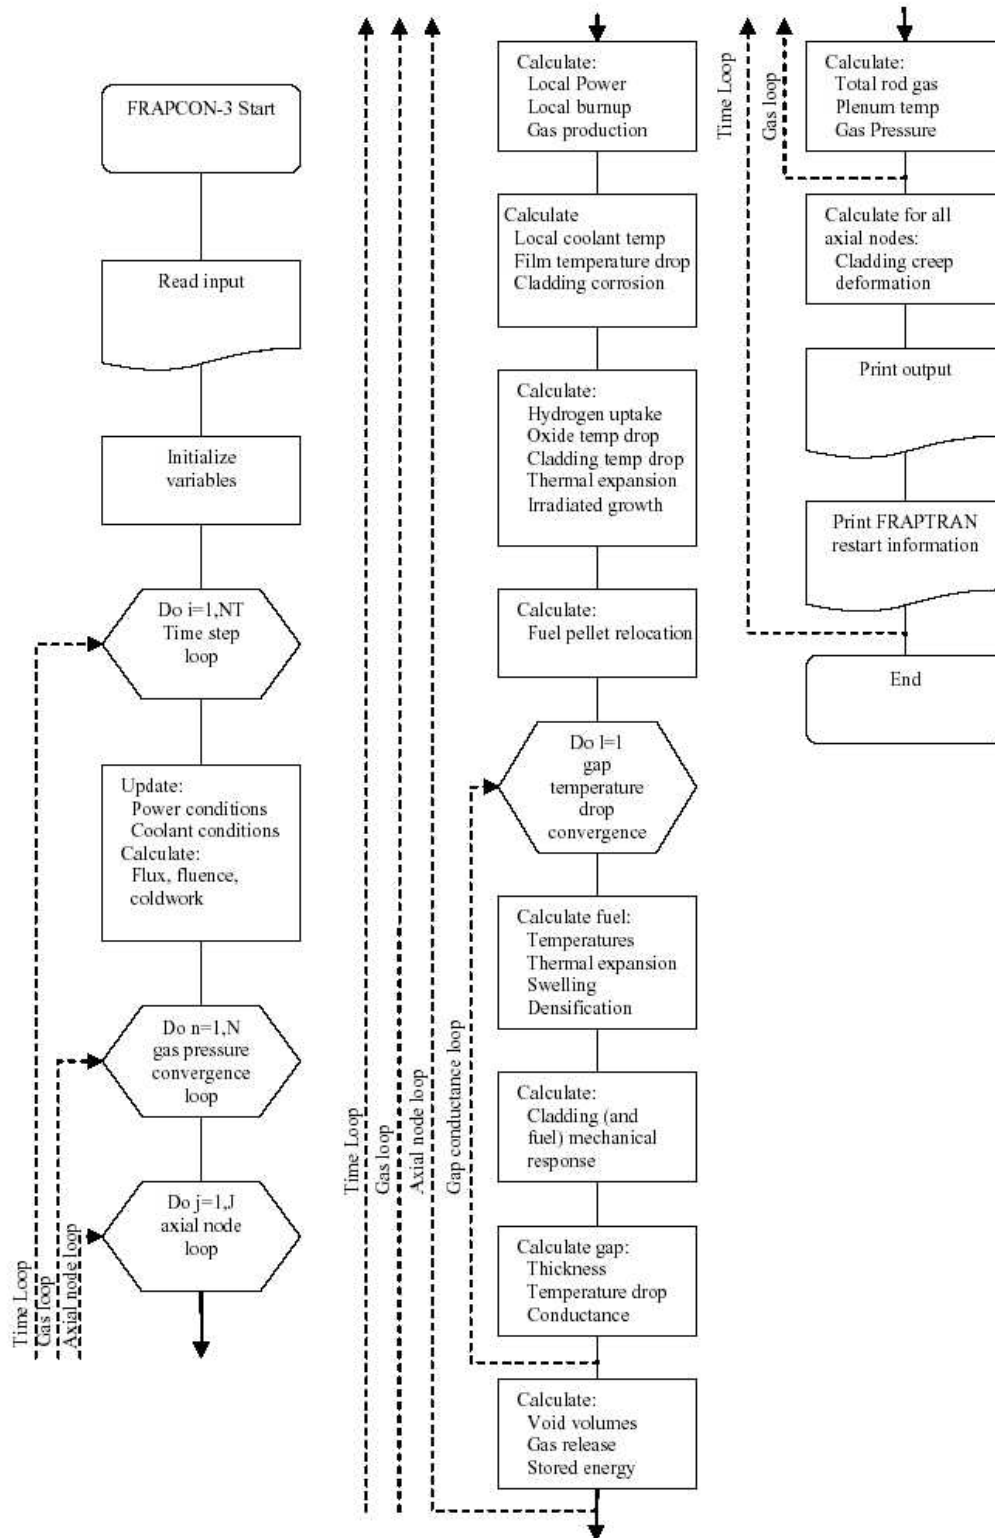 FRAPCON-3 Start
Read input
Initialize
variables
Do i=1,NT
Time step
loop
Update:
Power conditions
Coolant conditions
Calculate:
Flux, fluence,
coldwork
Do n=1,N
gas pressure
convergence
loop
Do j=1,J
axial node
loop
Time Loop
Gas loop
Axial node loop
Calculate:
Local Power
Local burnup
Gas production
Calculate
Local coolant temp
Film temperature drop
Cladding corrosion
Calculate:
Hydrogen uptake
Oxide temp drop
Cladding temp drop
Thermal expansion
Irradiated growth
Calculate:
Fuel pellet relocation
Do l=1
gap
temperature
drop
convergence
Calculate fuel:
Temperatures
Thermal expansion
Swelling
Densification
Calculate:
Cladding (and
fuel) mechanical
response
Calculate gap:
Thickness
Temperature drop
Conductance
Calculate:
Void volumes
Gas release
Stored energy
Time Loop
Gas loop
Axial node loop
Gap conductance loop
Time Loop
Gas loop
Calculate:
Total rod gas
Plenum temp
Gas Pressure
Calculate for all
axial nodes:
Cladding creep
deformation
Print output
Print FRAPTRAN
restart information
End